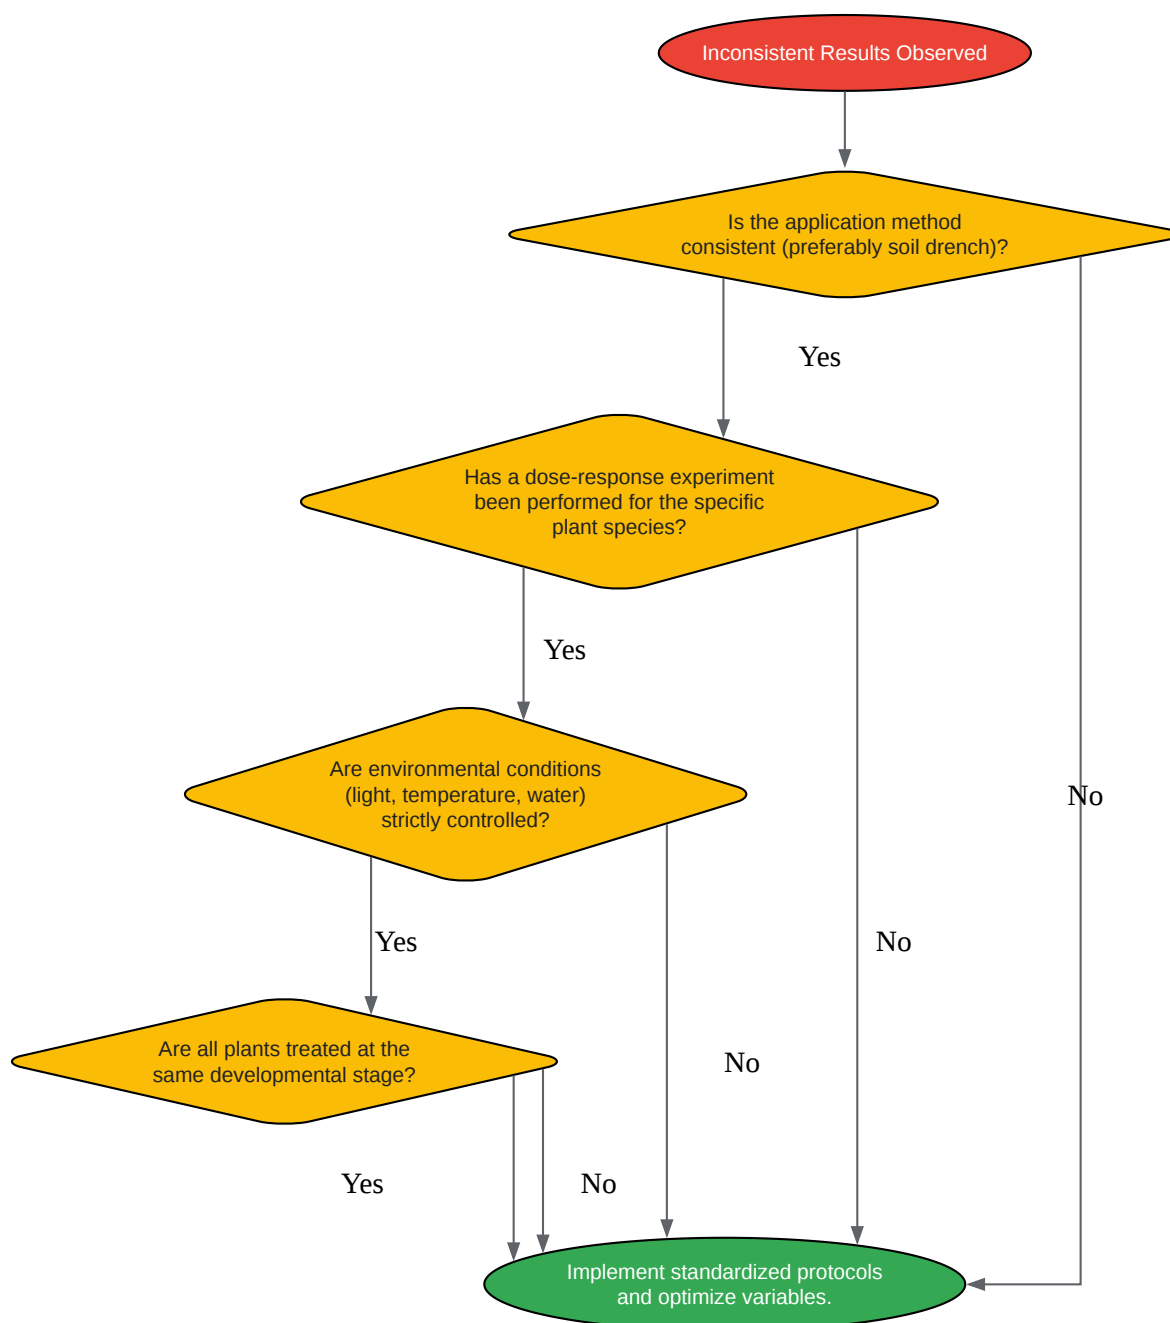 Inconsistent Results Observed
Is the application method
consistent (preferably soil drench)?
Yes
Has a dose-response experiment
been performed for the specific
plant species?
Yes
Are environmental conditions
(light, temperature, water)
strictly controlled?
No
Yes
No
Are all plants treated at the
same developmental stage?
No
Yes
No
Implement standardized protocols
and optimize variables.